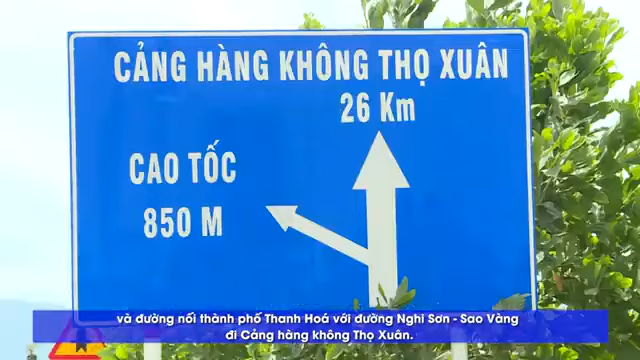 CẢNG HÀNG KHÔNG THỌ XUÂN
26 Km
CAO TỐC
850 M
và đường nối thành phố Thanh Hoá với đường Nghi Sơn - Sao Vàng
đi Cảng hàng không Thọ Xuân.